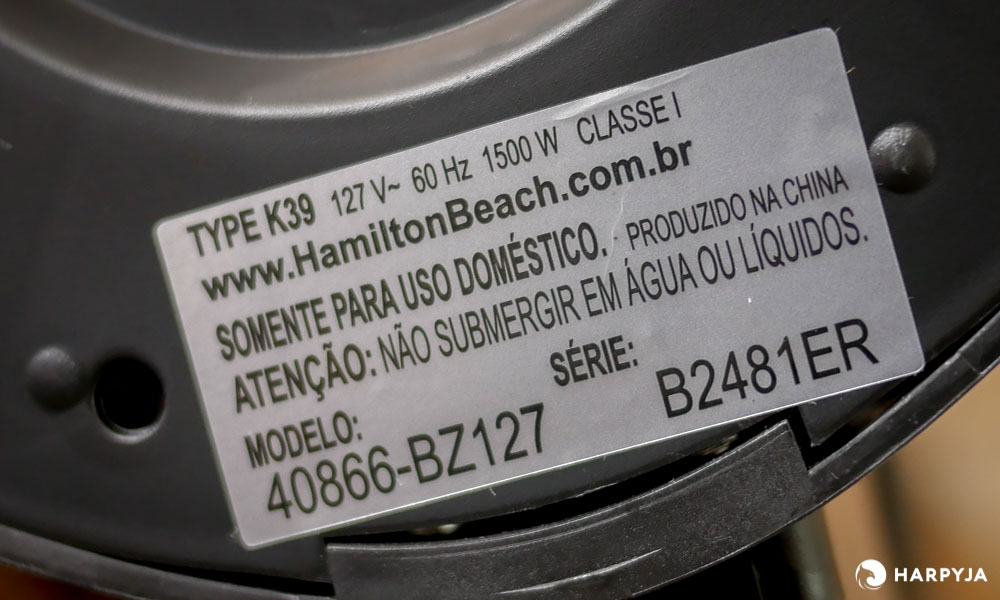 TYPE K39 127 V~ 60 Hz 1500 W CLASSE I
www.HamiltonBeach.com.br
SOMENTE PARA USO DOMÉSTICO. PRODUZIDO NA CHINA
ATENÇÃO: NÃO SUBMERGIR EM ÁGUA OU LÍQUIDOS.
MODELO: SÉRIE:
40866-BZ127 B2481ER
HARPYJA